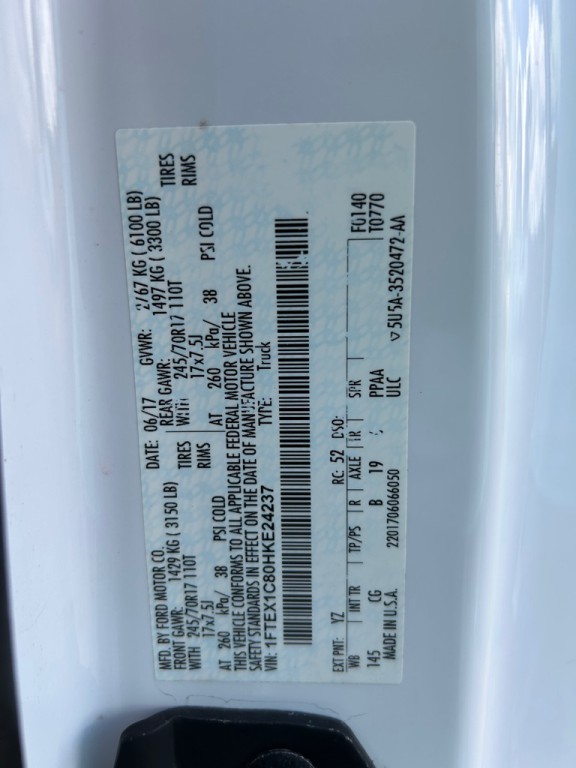 MFD. BY FORD MOTOR CO.
DATE: 06/17 GVWR: 2767 KG ( 6100 LB)
FRONT GAWR: 1429 KG ( 3150 LB) REAR GAWR: 1497 KG ( 3300 LB)
WITH 245/70R17 110T TIRES WITH 245/70R17 110T TIRES
17x7.5J RIMS 17x7.5J RIMS
AT 260 kPa/ 38 PSI COLD AT 260 kPa/ 38 PSI COLD
THIS VEHICLE CONFORMS TO ALL APPLICABLE FEDERAL MOTOR VEHICLE
SAFETY STANDARDS IN EFFECT ON THE DATE OF MANUFACTURE SHOWN ABOVE.
VIN: 1FTEX1C80HKE24237 TYPE: Truck
EXT PNT: YZ RC: 52 DSO: F0140
WB INT TR TP/PS R AXLE TR SPR T0770
145 CG B 19 PPAA
MADE IN U.S.A. 2201706066050 ULC
5U5A-3520472-AA